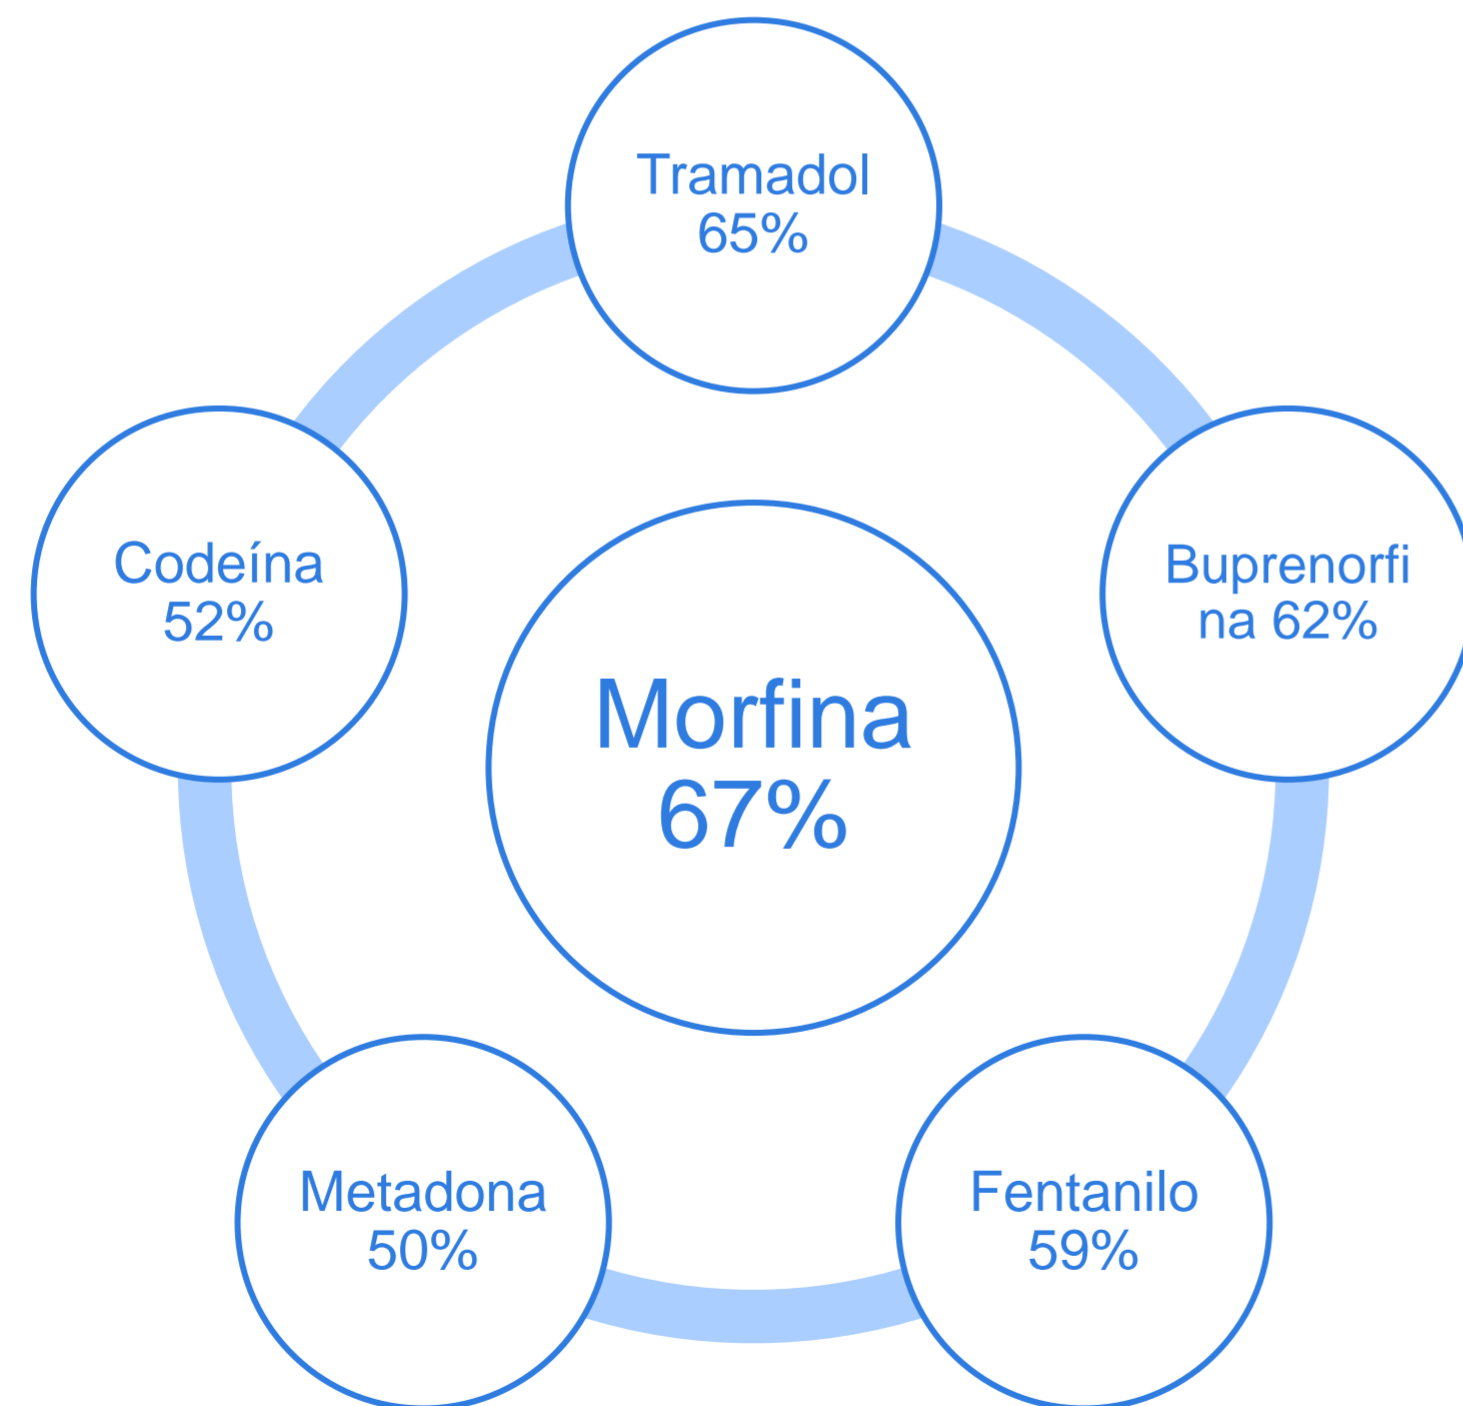 Tramadol
65%
Buprenorfi
na 62%
Fentanilo
59%
Metadona
50%
Codeína
52%
Morfina
67%